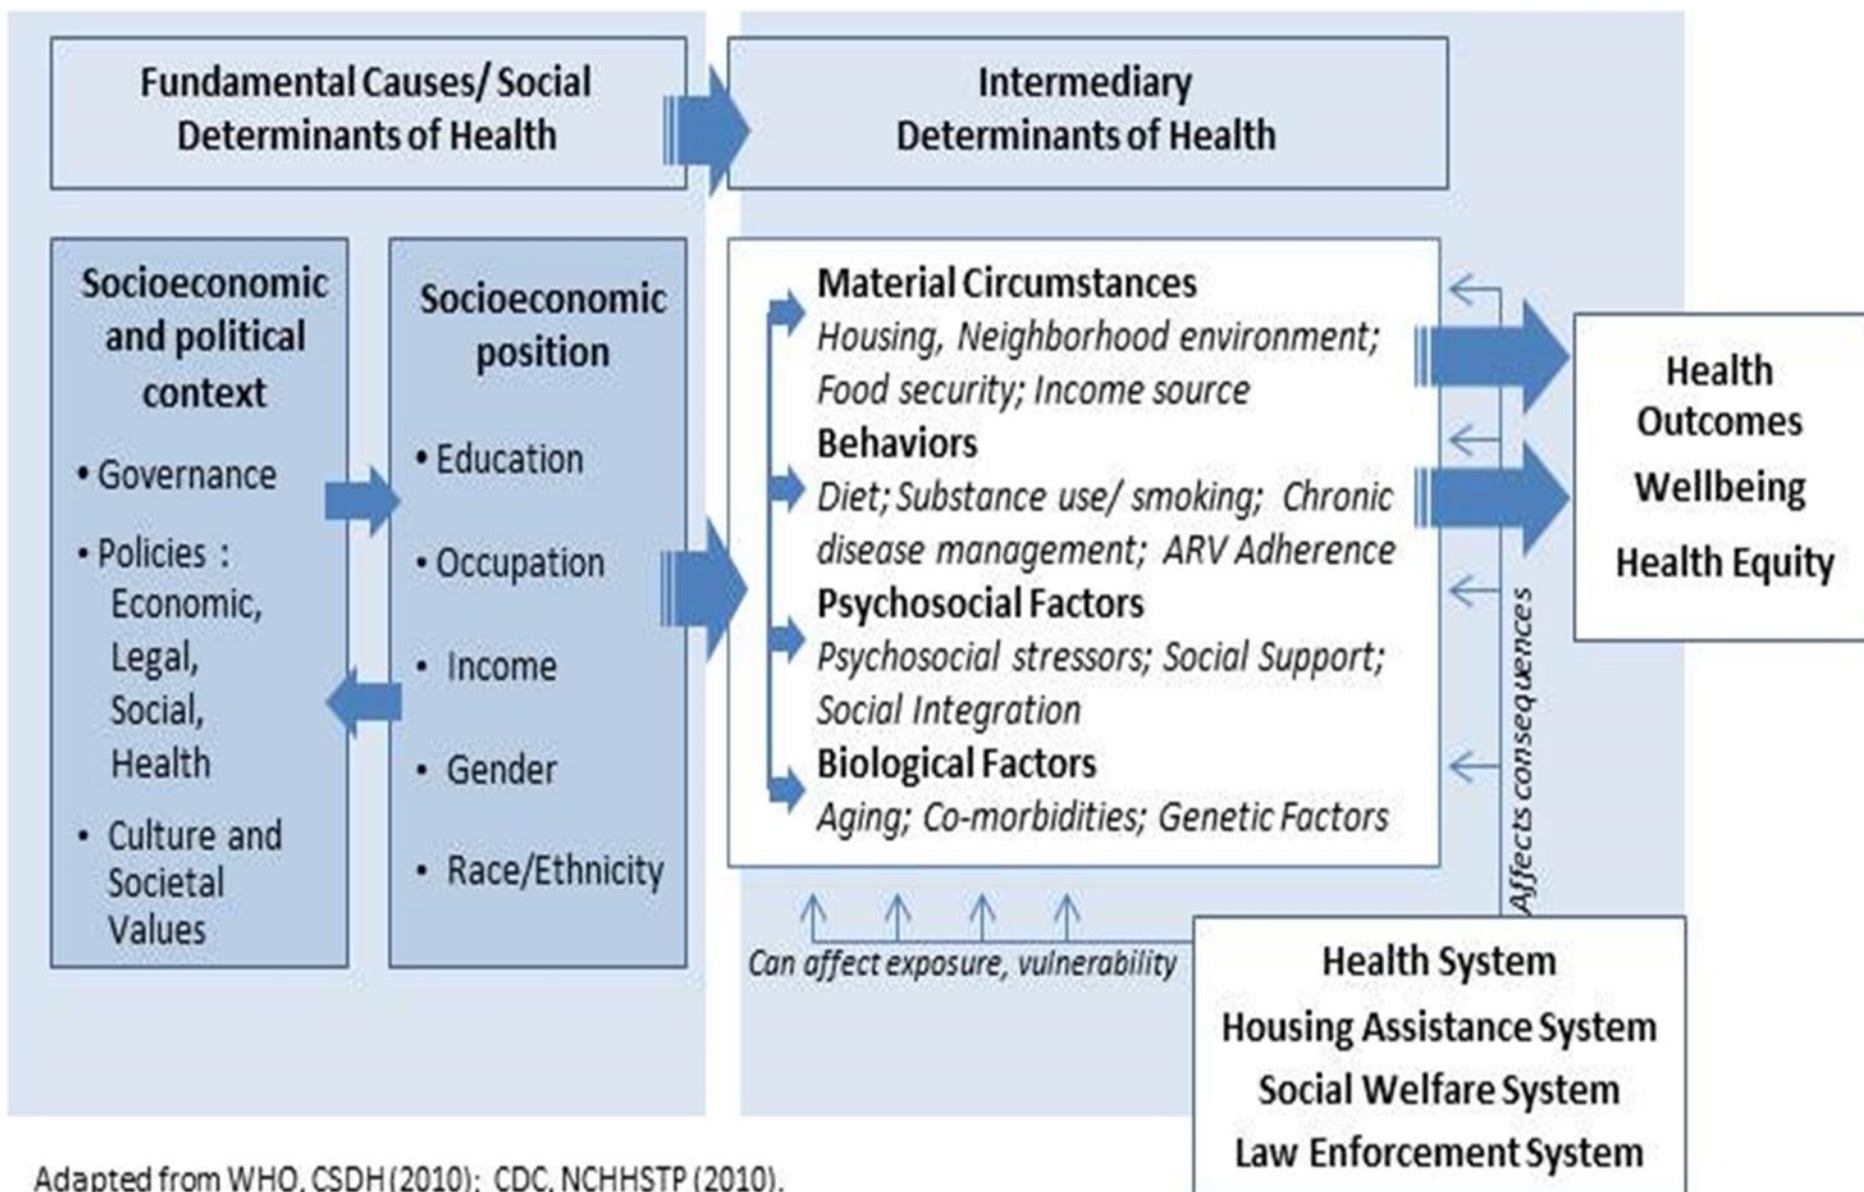 Fundamental Causes/ Social
Determinants of Health
Intermediary
Determinants of Health
Socioeconomic
and political
context
• Governance
• Policies :
Economic,
Legal,
Social,
Health
• Culture and
Societal
Values
Socioeconomic
position
• Education
• Occupation
• Income
• Gender
• Race/Ethnicity
Material Circumstances
Housing, Neighborhood environment;
Food security; Income source
Behaviors
Diet; Substance use/ smoking; Chronic
disease management; ARV Adherence
Psychosocial Factors
Psychosocial stressors; Social Support;
Social Integration
Biological Factors
Aging; Co-morbidities; Genetic Factors
Can affect exposure, vulnerability
Affects consequences
Health
Outcomes
Wellbeing
Health Equity
Health System
Housing Assistance System
Social Welfare System
Law Enforcement System
Adapted from WHO, CSDH (2010); CDC, NCHHSTP (2010).